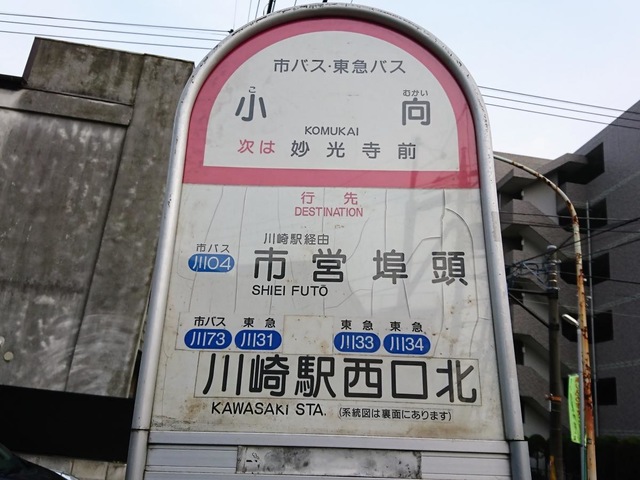 市バス・東急バス
こ むかい
小 向
KOMUKAI
次は 妙光寺前
行先
DESTINATION
川崎駅経由
市バス
川04 市営埠頭
SHIEI FUTŌ
市バス 東急 東急 東急
川73 川31 川33 川34
川崎駅西口北
KAWASAKI STA. (系統図は裏面にあります)